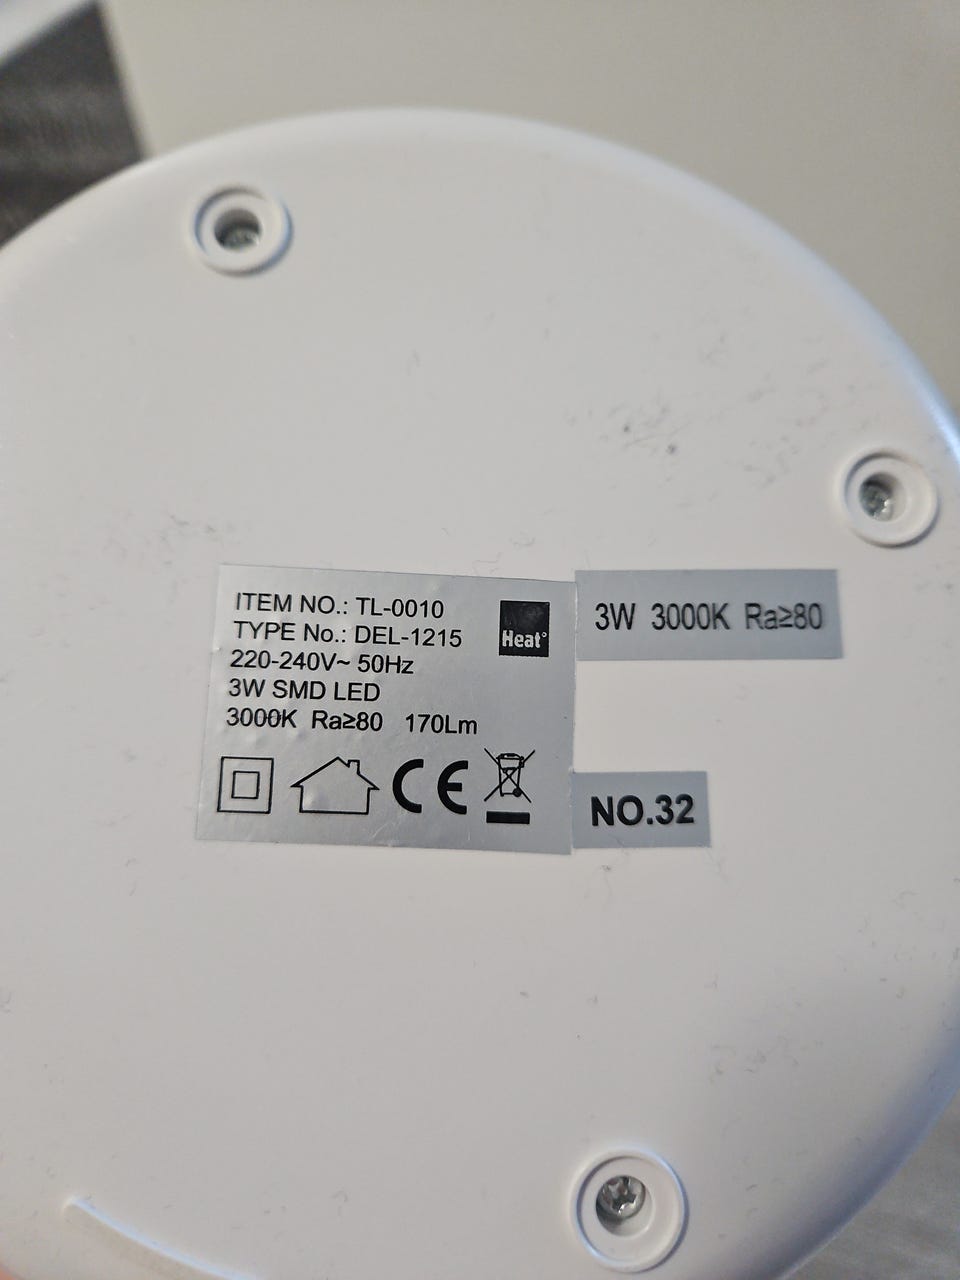 ITEM NO.: TL-0010
TYPE No.: DEL-1215
220-240V~ 50Hz
3W SMD LED
3000K Ra≥80 170Lm
Heat°
CE
3W 3000K Ra≥80
NO.32